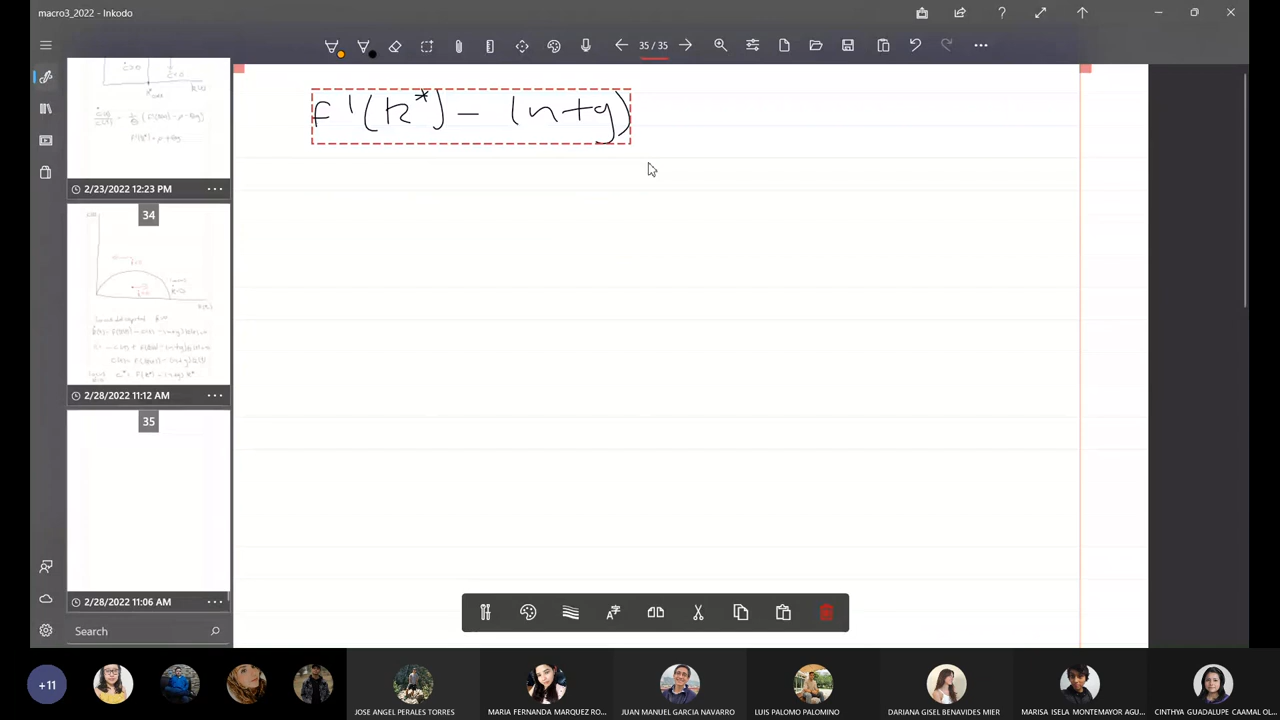 macro3_2022 - Inkodo
35 / 35
f'(k*) - (n+g)
2/23/2022 12:23 PM
34
2/28/2022 11:12 AM
35
2/28/2022 11:06 AM
Search
+11
JOSE ANGEL PERALES TORRES
MARIA FERNANDA MARQUEZ RO...
JUAN MANUEL GARCIA NAVARRO
LUIS PALOMO PALOMINO
DARIANA GISEL BENAVIDES MIER
MARISA ISELA MONTEMAYOR AGU...
CINTHYA GUADALUPE CAAMAL OL...